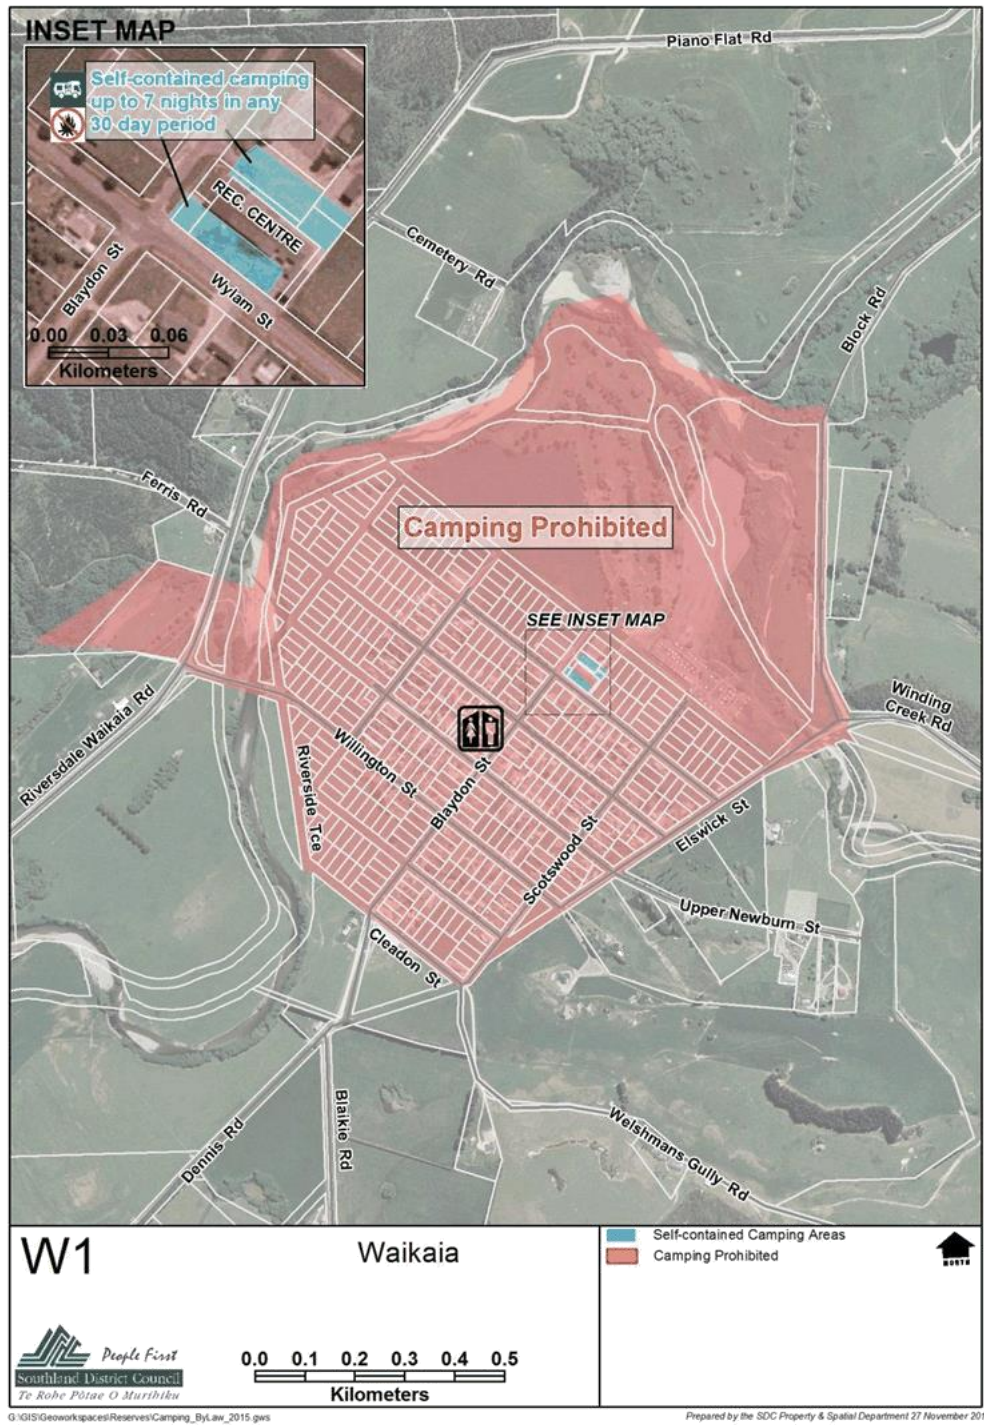 INSET MAP
Self-contained camping
up to 7 nights in any
30 day period
REC. CENTRE
Blaydon St
Wylam St
0.00 0.03 0.06
Kilometers
Piano Flat Rd
Cemetery Rd
Block Rd
Ferris Rd
Camping Prohibited
SEE INSET MAP
Winding
Creek Rd
Riversdale Waikaia Rd
Willington St
Riverside Tce
Blaydon St
Scotswood St
Elswick St
Upper Newburn St
Cleadon St
Blaikie Rd
Dennis Rd
Welshmans Gully Rd
W1
Waikaia
Self-contained Camping Areas
Camping Prohibited
NORTH
People First
Southland District Council
Te Rohe Pōtae O Murihiku
0.0 0.1 0.2 0.3 0.4 0.5
Kilometers
G:\GIS\Geoworkspaces\Reserves\Camping_ByLaw_2015.gws
Prepared by the SDC Property & Spatial Department 27 November 201